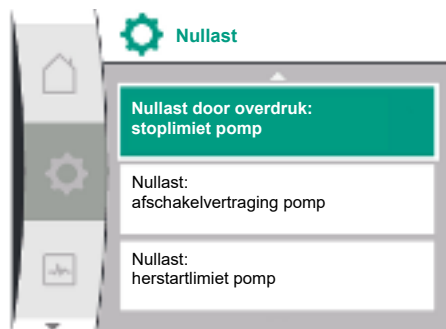 Nullast
Nullast door overdruk:
stoplimiet pomp
Nullast:
afschakelvertraging pomp
Nullast:
herstartlimiet pomp